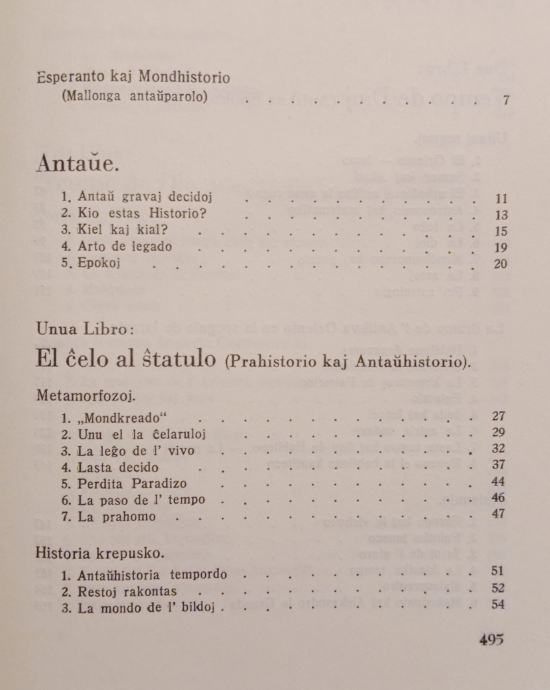 Esperanto kaj Mondhistorio
(Mallonga antaŭparolo) . . . . . . . . . . . 7
Antaŭe.
1. Antaŭ gravaj decidoj . . . . . . . . . . . 11
2. Kio estas Historio? . . . . . . . . . . . 13
3. Kiel kaj kial? . . . . . . . . . . . . . 15
4. Arto de legado . . . . . . . . . . . . 19
5. Epokoj . . . . . . . . . . . . . . . 20
Unua Libro:
El ĉelo al ŝtatulo (Prahistorio kaj Antaŭhistorio).
Metamorfozoj.
1. „Mondkreado“ . . . . . . . . . . . . . 27
2. Unu el la ĉelaruloj . . . . . . . . . . . 29
3. La leĝo de l’ vivo . . . . . . . . . . . 32
4. Lasta decido . . . . . . . . . . . . . 37
5. Perdita Paradizo . . . . . . . . . . . 44
6. La paso de l’ tempo . . . . . . . . . . 46
7. La prahomo . . . . . . . . . . . . . 47
Historia krepusko.
1. Antaŭhistoria tempordo . . . . . . . . . . 51
2. Restoj rakontas . . . . . . . . . . . . 52
3. La mondo de l’ bildoj . . . . . . . . . . 54
495